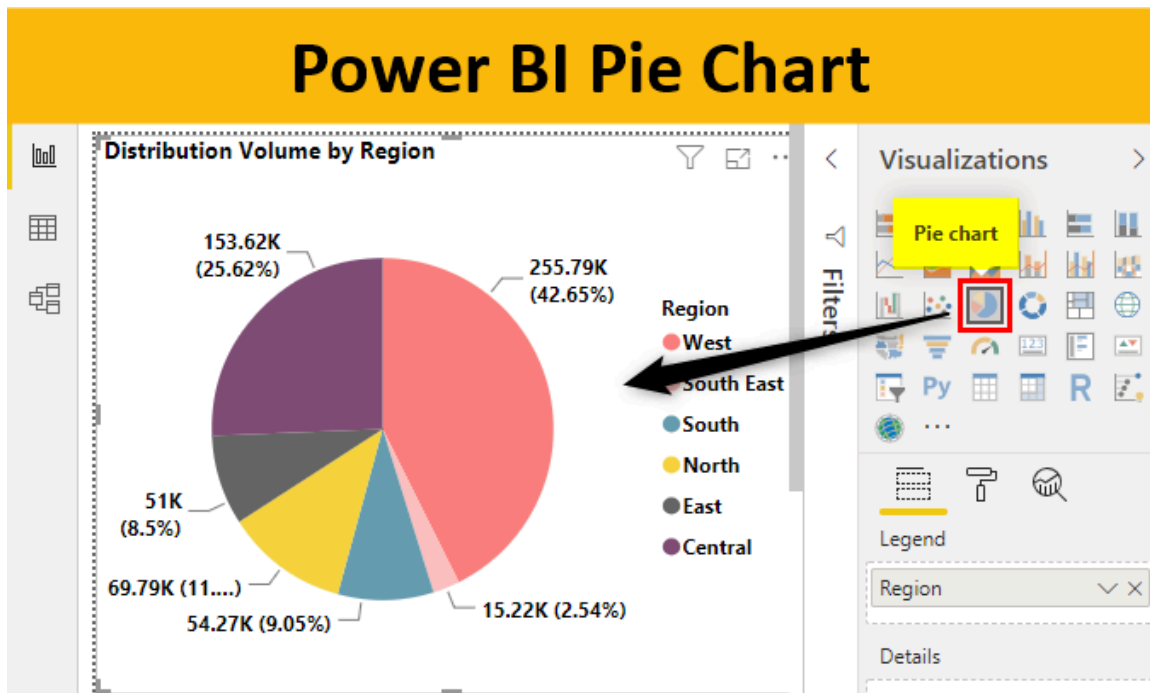 Power BI Pie Chart
Distribution Volume by Region
153.62K
(25.62%)
255.79K
(42.65%)
51K
(8.5%)
69.79K (11....)
54.27K (9.05%)
15.22K (2.54%)
Region
West
South East
South
North
East
Central
Filters
Visualizations
Pie chart
123
Py
R
Legend
Region
Details